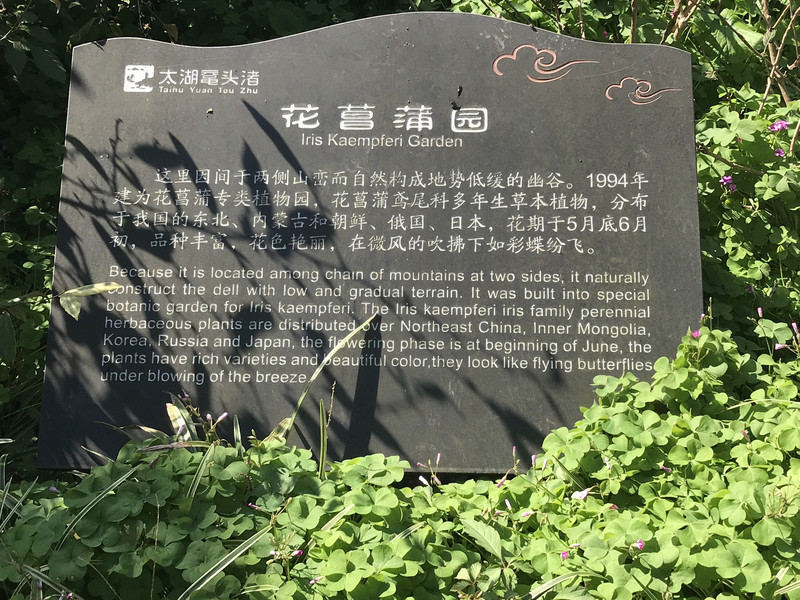 太湖鼋头渚
Taihu Yuan Tou Zhu
花菖蒲园
Iris Kaempferi Garden
这里因间于两侧山峦而自然构成地势低缓的幽谷。1994年
建为花菖蒲专类植物园，花菖蒲鸢尾科多年生草本植物，分布
于我国的东北、内蒙古和朝鲜、俄国、日本，花期于5月底6月
初，品种丰富，花色艳丽，在微风的吹拂下如彩蝶纷飞。
Because it is located among chain of mountains at two sides, it naturally
construct the dell with low and gradual terrain. It was built into special
botanic garden for Iris kaempferi. The Iris kaempferi iris family perennial
herbaceous plants are distributed over Northeast China, Inner Mongolia,
Korea, Russia and Japan, the flowering phase is at beginning of June, the
plants have rich varieties and beautiful color,they look like flying butterflies
under blowing of the breeze.